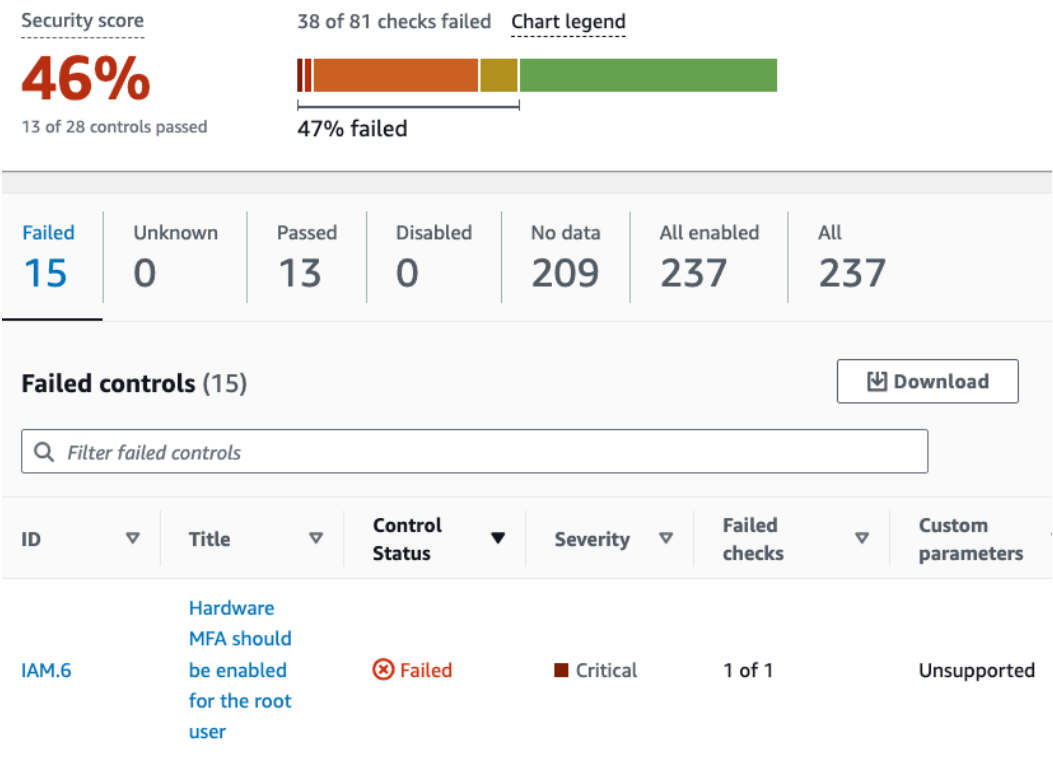 Security score
38 of 81 checks failed Chart legend
46%
13 of 28 controls passed
47% failed
Failed Unknown Passed Disabled No data All enabled All
15 0 13 0 209 237 237
Failed controls (15)
Download
Filter failed controls
ID Title Control Status Severity Failed checks Custom parameters
IAM.6
Hardware
MFA should
be enabled
for the root
user
Failed
Critical
1 of 1
Unsupported